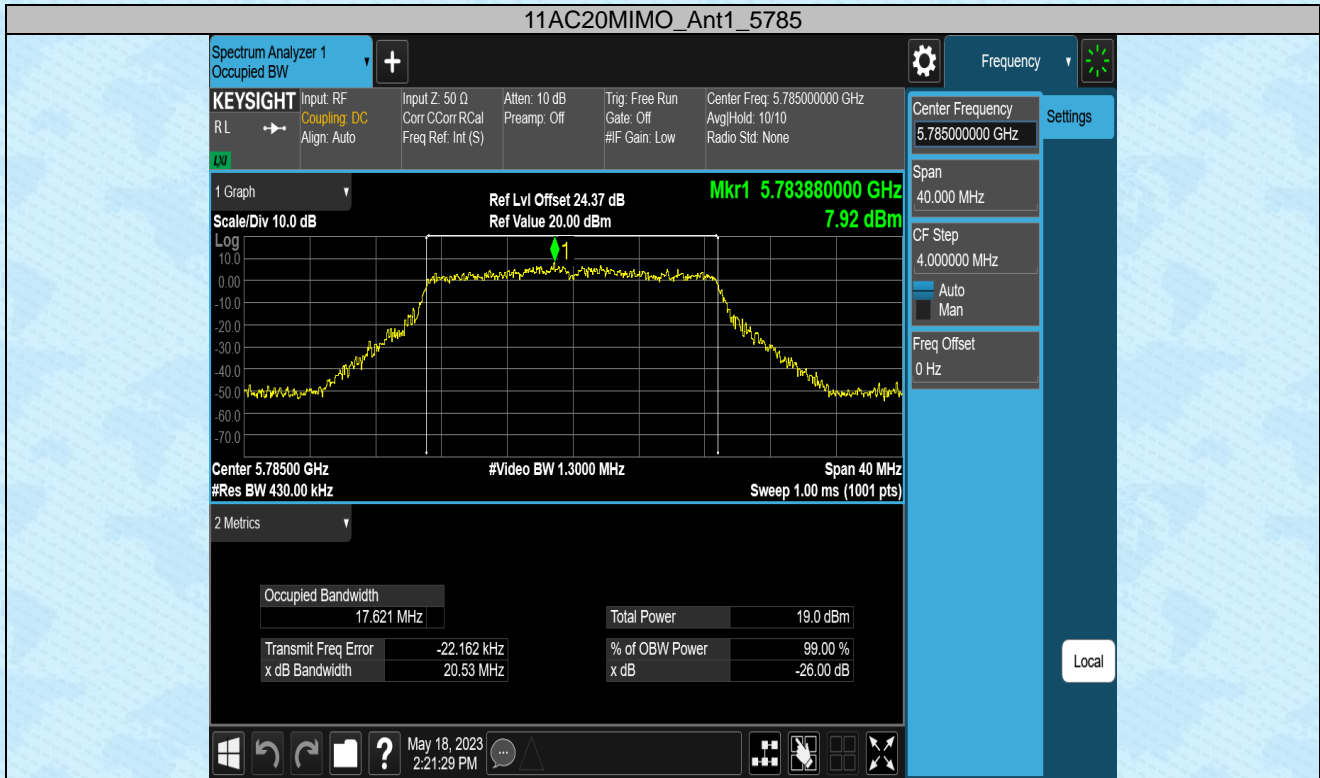 11AC20MIMO_Ant1_5785
Spectrum Analyzer 1
Occupied BW
+
Frequency
KEYSIGHT
R L
LXI
Input: RF
Coupling: DC
Align: Auto
Input Z: 50 Ω
Corr CCorr RCal
Freq Ref: Int (S)
Atten: 10 dB
Preamp: Off
Trig: Free Run
Gate: Off
#IF Gain: Low
Center Freq: 5.785000000 GHz
Avg|Hold: 10/10
Radio Std: None
Center Frequency
5.785000000 GHz
Settings
Span
40.000 MHz
CF Step
4.000000 MHz
Auto
Man
Freq Offset
0 Hz
Local
1 Graph
Scale/Div 10.0 dB
Ref Lvl Offset 24.37 dB
Ref Value 20.00 dBm
Mkr1 5.783880000 GHz
7.92 dBm
Log
1
10.0
0.00
-10.0
-20.0
-30.0
-40.0
-50.0
-60.0
-70.0
Center 5.78500 GHz
#Video BW 1.3000 MHz
Span 40 MHz
#Res BW 430.00 kHz
Sweep 1.00 ms (1001 pts)
2 Metrics
Occupied Bandwidth
17.621 MHz
Total Power 19.0 dBm
Transmit Freq Error -22.162 kHz
% of OBW Power 99.00 %
x dB Bandwidth 20.53 MHz
x dB -26.00 dB
?
May 18, 2023
2:21:29 PM